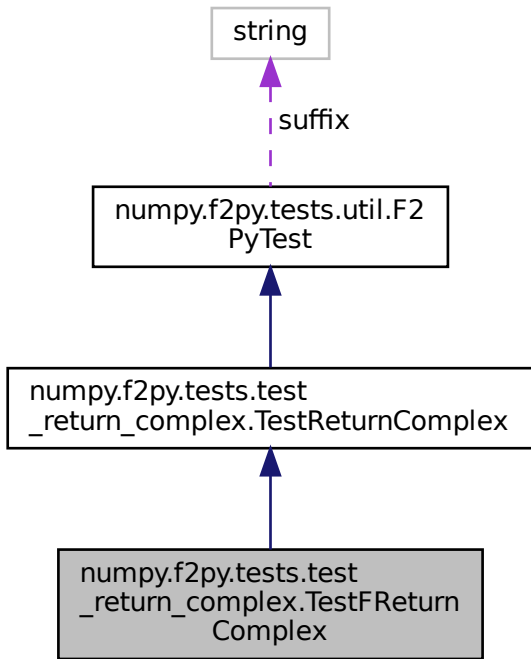 string
suffix
numpy.f2py.tests.util.F2
PyTest
numpy.f2py.tests.test
_return_complex.TestReturnComplex
numpy.f2py.tests.test
_return_complex.TestFReturn
Complex